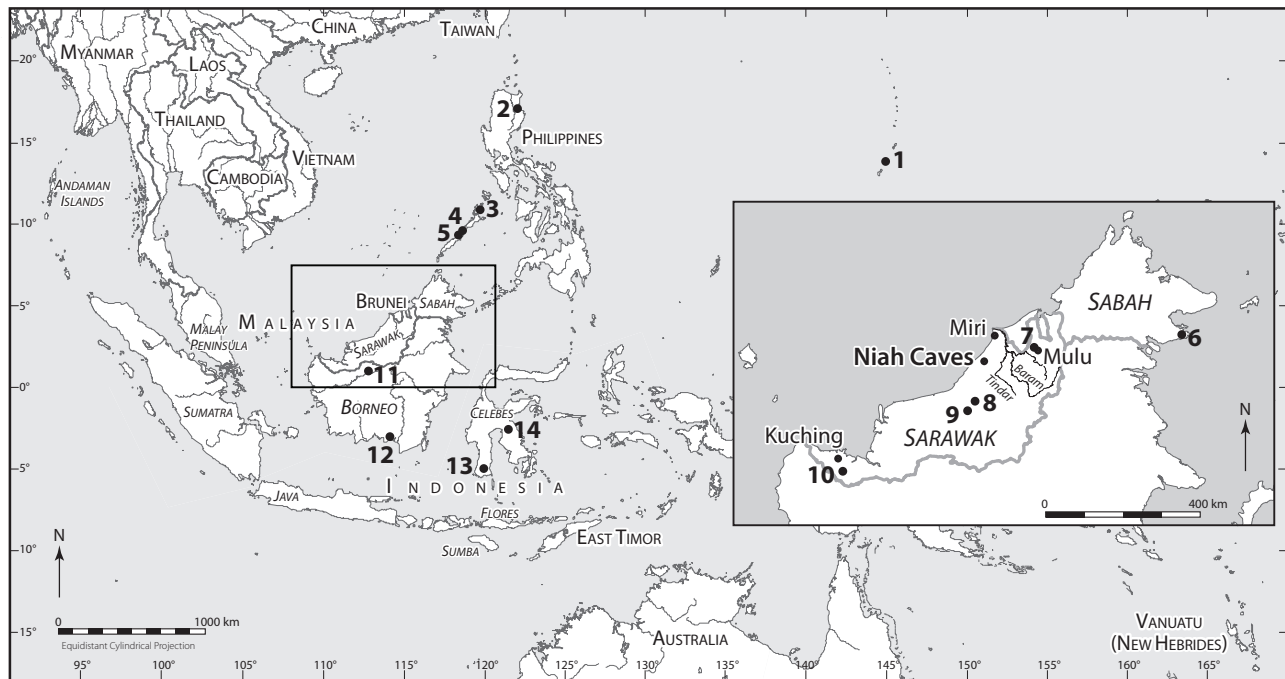 CHINA
TAIWAN
MYANMAR
LAOS
20°
THAILAND
2
PHILIPPINES
15°
VIETNAM
CAMBODIA
1
ANDAMAN
ISLANDS
10°
3
4
5
5°
BRUNEI
SABAH
MALAYSIA
MALAY
PENINSULA
SARAWAK
0°
11
SUMATRA
BORNEO
CELEBES
14
12
13
5°
INDONESIA
JAVA
FLORES
SUMBA
EAST TIMOR
10°
N
0 1000 km
Equidistant Cylindrical Projection
15°
AUSTRALIA
VANUATU
(NEW HEBRIDES)
95° 100° 105° 110° 115° 120° 125° 130° 135° 140° 145° 150° 155° 160° 165°
SABAH
Miri
7
6
Niah Caves
Mulu
Baram
Tinjar
8
9
SARAWAK
Kuching
10
N
0 400 km